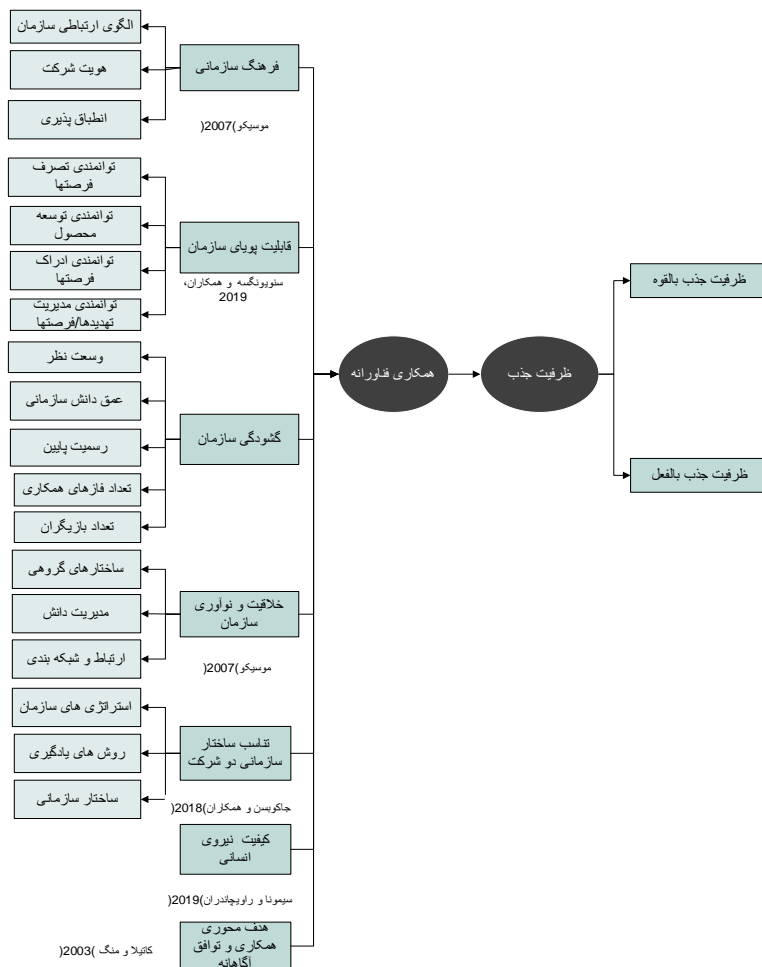 الگوی ارتباطی سازمان
هویت شرکت
انطباق پذیری
فرهنگ سازمانی
موسیکو)2007(
توانمندی تصرف
فرصتها
توانمندی توسعه
محصول
توانمندی ادراک
فرصتها
توانمندی مدیریت
تهدیدها/فرصتها
قابلیت پویای سازمان
سئویونگسه و همکاران،
2019
وسعت نظر
عمق دانش سازمانی
رسمیت پایین
تعداد فازهای همکاری
تعداد بازیگران
گشودگی سازمان
ساختارهای گروهی
مدیریت دانش
ارتباط و شبکه بندی
خلاقیت و نوآوری
سازمان
موسیکو)2007(
استراتژی های سازمان
روش های یادگیری
ساختار سازمانی
تناسب ساختار
سازمانی دو شرکت
جاکوبسن و همکاران)2018(
کیفیت نیروی
انسانی
سیمونا و راویچاندران)2019(
هدف محوری
همکاری و توافق
آگاهانه
کاتیلا و منگ )2003(
همکاری فناورانه
ظرفیت جذب
ظرفیت جذب بالقوه
ظرفیت جذب بالفعل